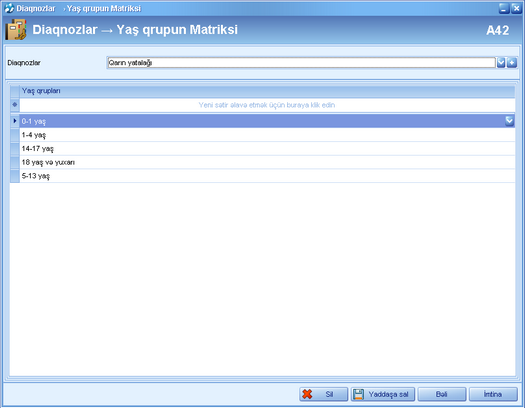 Diaqnozlar → Yaş qrupun Matriksi
Diaqnozlar → Yaş qrupun Matriksi
A42
Diaqnozlar
Qarın yatalağı
Yaş qrupları
Yeni sətir əlavə etmək üçün buraya klik edin
0-1 yaş
1-4 yaş
14-17 yaş
18 yaş və yuxarı
5-13 yaş
Sil
Yaddaşa sal
Bəli
İmtina